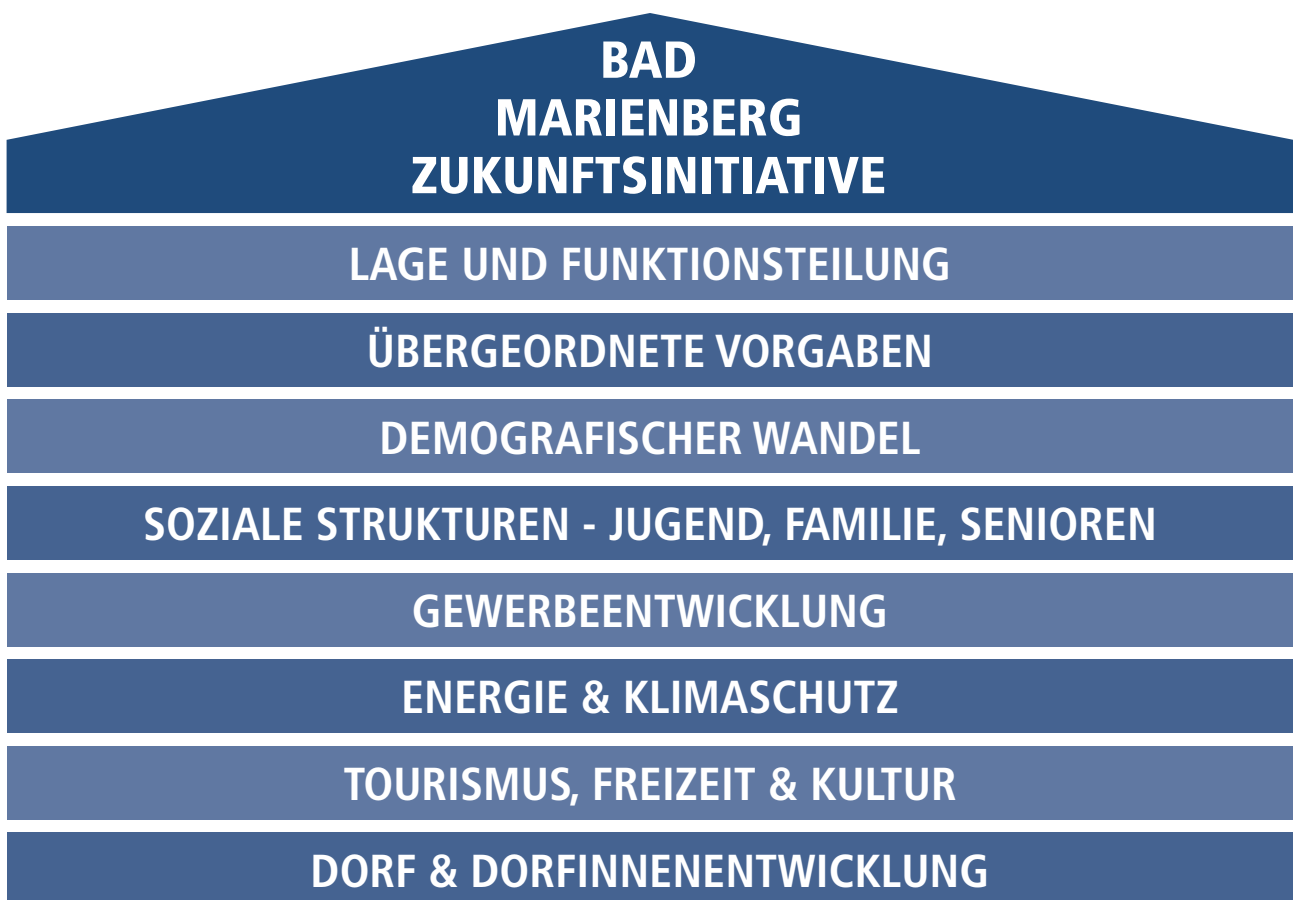 BAD
MARIENBERG
ZUKUNFTSINITIATIVE
LAGE UND FUNKTIONSTEILUNG
ÜBERGEORDNETE VORGABEN
DEMOGRAFISCHER WANDEL
SOZIALE STRUKTUREN - JUGEND, FAMILIE, SENIOREN
GEWERBEENTWICKLUNG
ENERGIE & KLIMASCHUTZ
TOURISMUS, FREIZEIT & KULTUR
DORF & DORFINNENENTWICKLUNG